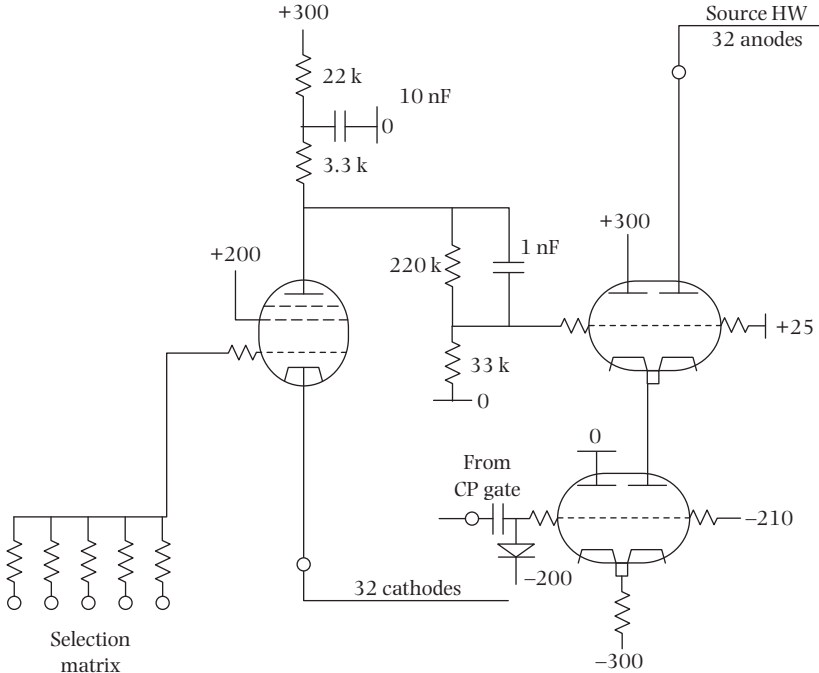 +300
Source HW
32 anodes
22 k
10 nF
0
3.3 k
+300
+200
1 nF
220 k
+25
33 k
0
0
From
CP gate
–210
–200
32 cathodes
Selection
matrix
–300